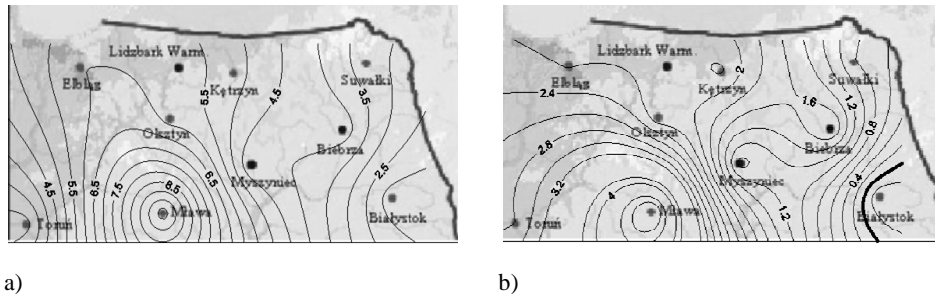 Lidzbark Warm.
Elbląg
5.5
Kętrzyn
4.5
Suwałki
3.5
Olsztyn
Biebrza
4.5
5.5
6.5
7.5
8.5
6.5
Myszyniec
2.5
Toruń
Mława
Białystok
a)
Lidzbark Warm.
Elbląg
2.4
Kętrzyn
2
Suwałki
1.6
1.2
0.8
Olsztyn
Biebrza
2.8
3.2
4
Myszyniec
1.2
0.4
Toruń
Mława
Białystok
b)